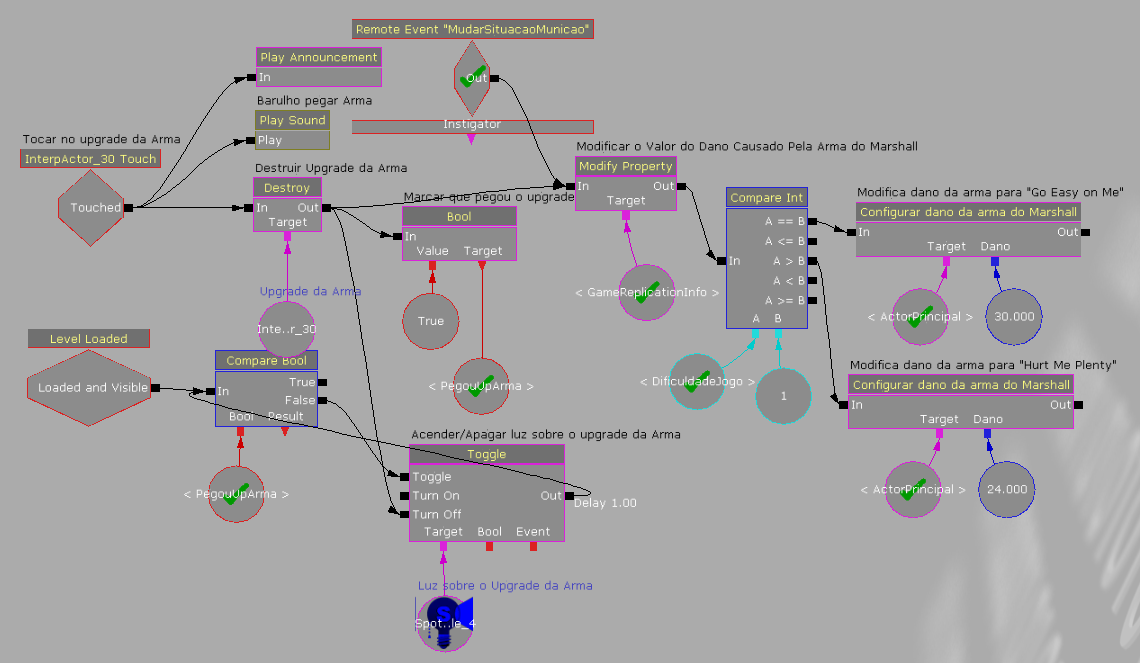 Remote Event "MudarSituacaoMunicao"
Out
Instigator
Play Announcement
In
Barulho pegar Arma
Play Sound
Play
Tocar no upgrade da Arma
InterpActor_30 Touch
Touched
Destruir Upgrade da Arma
Destroy
In Out
Target
Upgrade da Arma
Inte..r_30
Marcar que pegou o upgrade
Bool
In
Value Target
True
< PegouUpArma >
Modificar o Valor do Dano Causado Pela Arma do Marshall
Modify Property
In Out
Target
< GameReplicationInfo >
Compare Int
A == B
A <= B
In A > B
A < B
A >= B
A B
< DificuldadeJogo >
1
Modifica dano da arma para "Go Easy on Me"
Configurar dano da arma do Marshall
In Out
Target Dano
< ActorPrincipal >
30.000
Modifica dano da arma para "Hurt Me Plenty"
Configurar dano da arma do Marshall
In Out
Target Dano
< ActorPrincipal >
24.000
Level Loaded
Loaded and Visible
Compare Bool
In True
False
Bool Result
< PegouUpArma >
Acender/Apagar luz sobre o upgrade da Arma
Toggle
Toggle
Turn On Out
Turn Off
Target Bool Event
Delay 1.00
Luz sobre o Upgrade da Arma
S
Spot..le_4